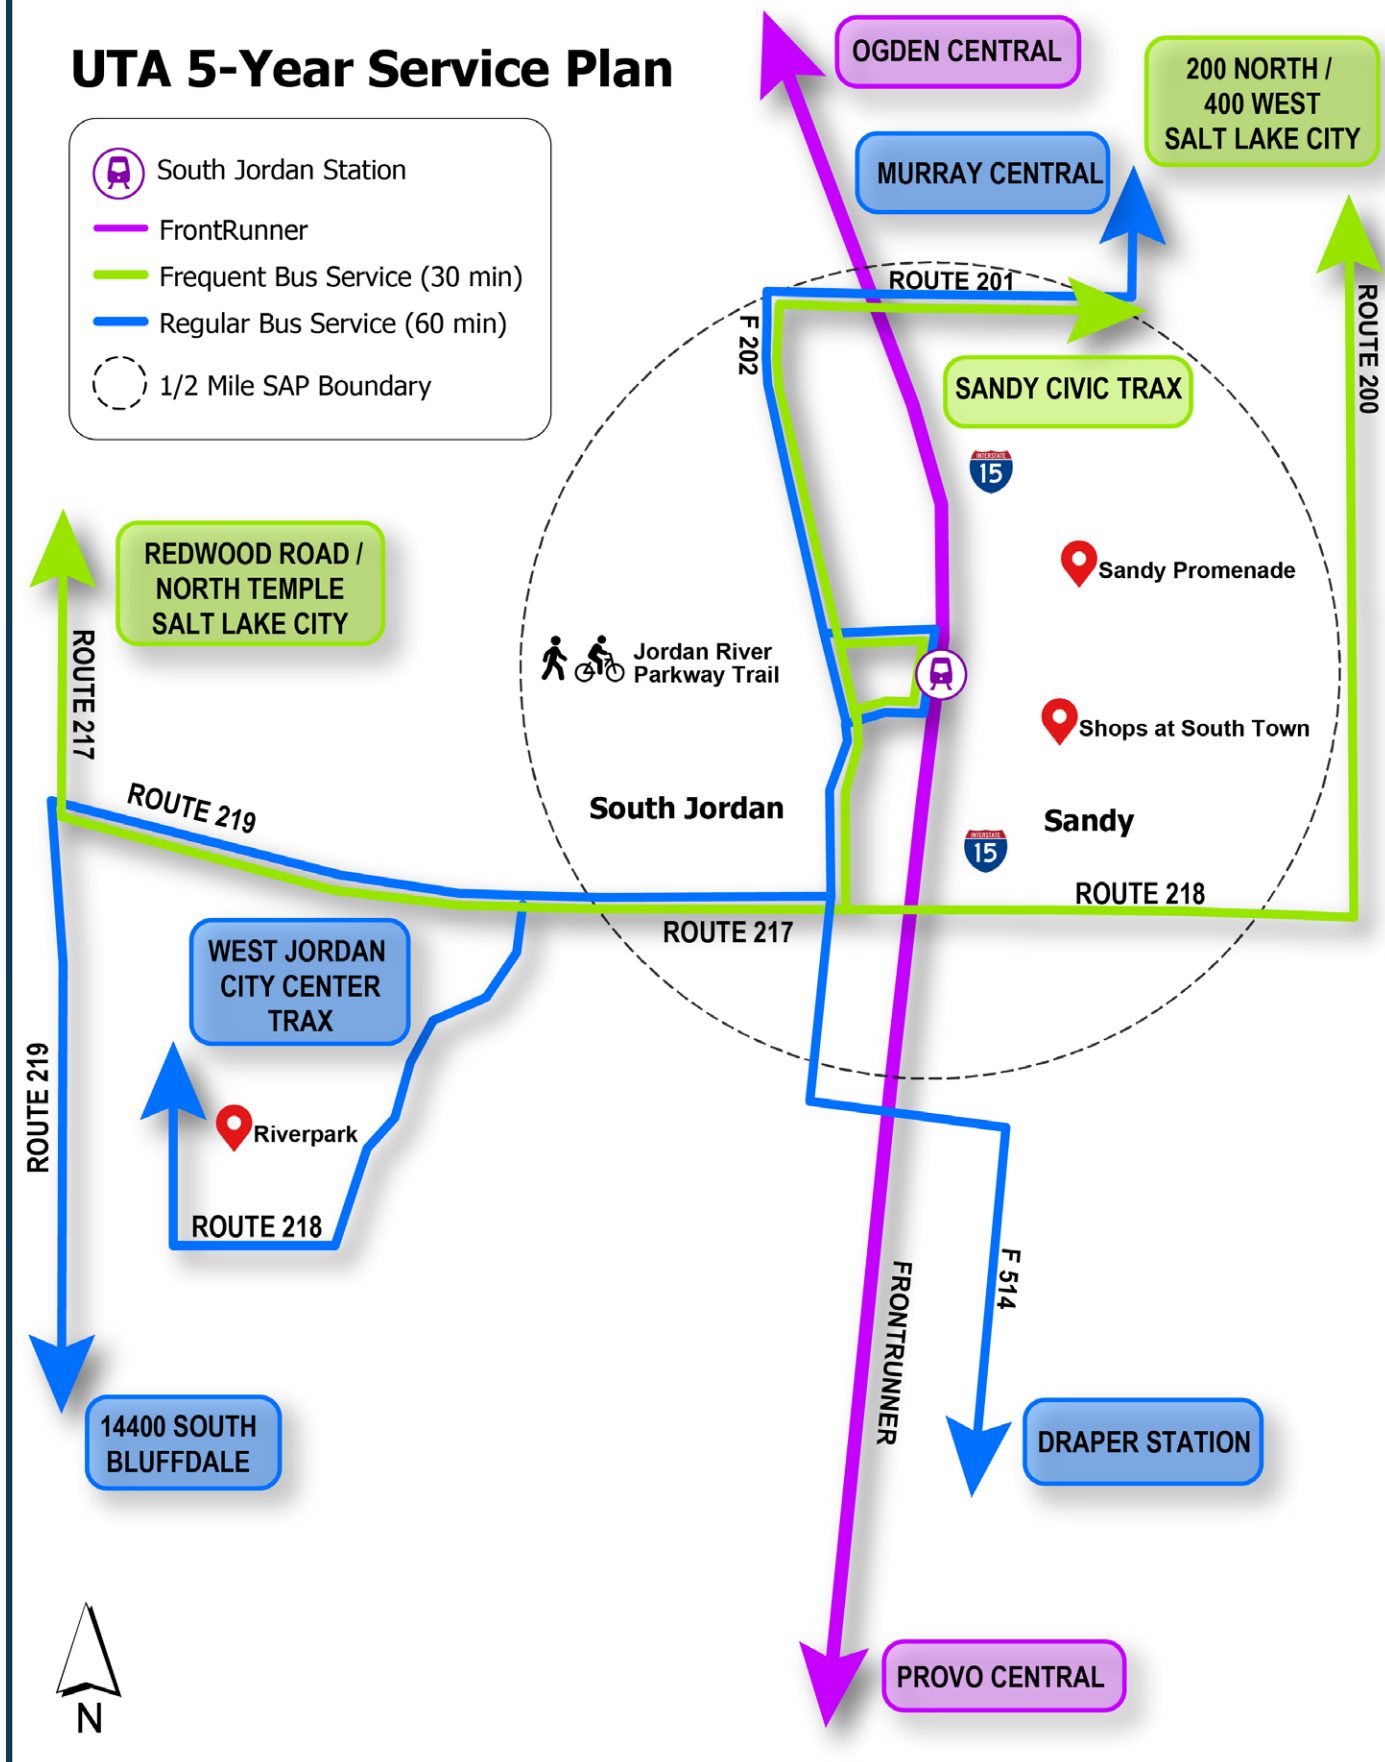 UTA 5-Year Service Plan
South Jordan Station
FrontRunner
Frequent Bus Service (30 min)
Regular Bus Service (60 min)
1/2 Mile SAP Boundary
OGDEN CENTRAL
200 NORTH /
400 WEST
SALT LAKE CITY
MURRAY CENTRAL
ROUTE 201
F 202
ROUTE 200
SANDY CIVIC TRAX
INTERSTATE
15
REDWOOD ROAD /
NORTH TEMPLE
SALT LAKE CITY
Sandy Promenade
ROUTE 217
Jordan River
Parkway Trail
Shops at South Town
ROUTE 219
South Jordan
Sandy
INTERSTATE
15
ROUTE 218
ROUTE 217
WEST JORDAN
CITY CENTER
TRAX
ROUTE 219
Riverpark
ROUTE 218
F 514
FRONTRUNNER
14400 SOUTH
BLUFFDALE
DRAPER STATION
PROVO CENTRAL
N